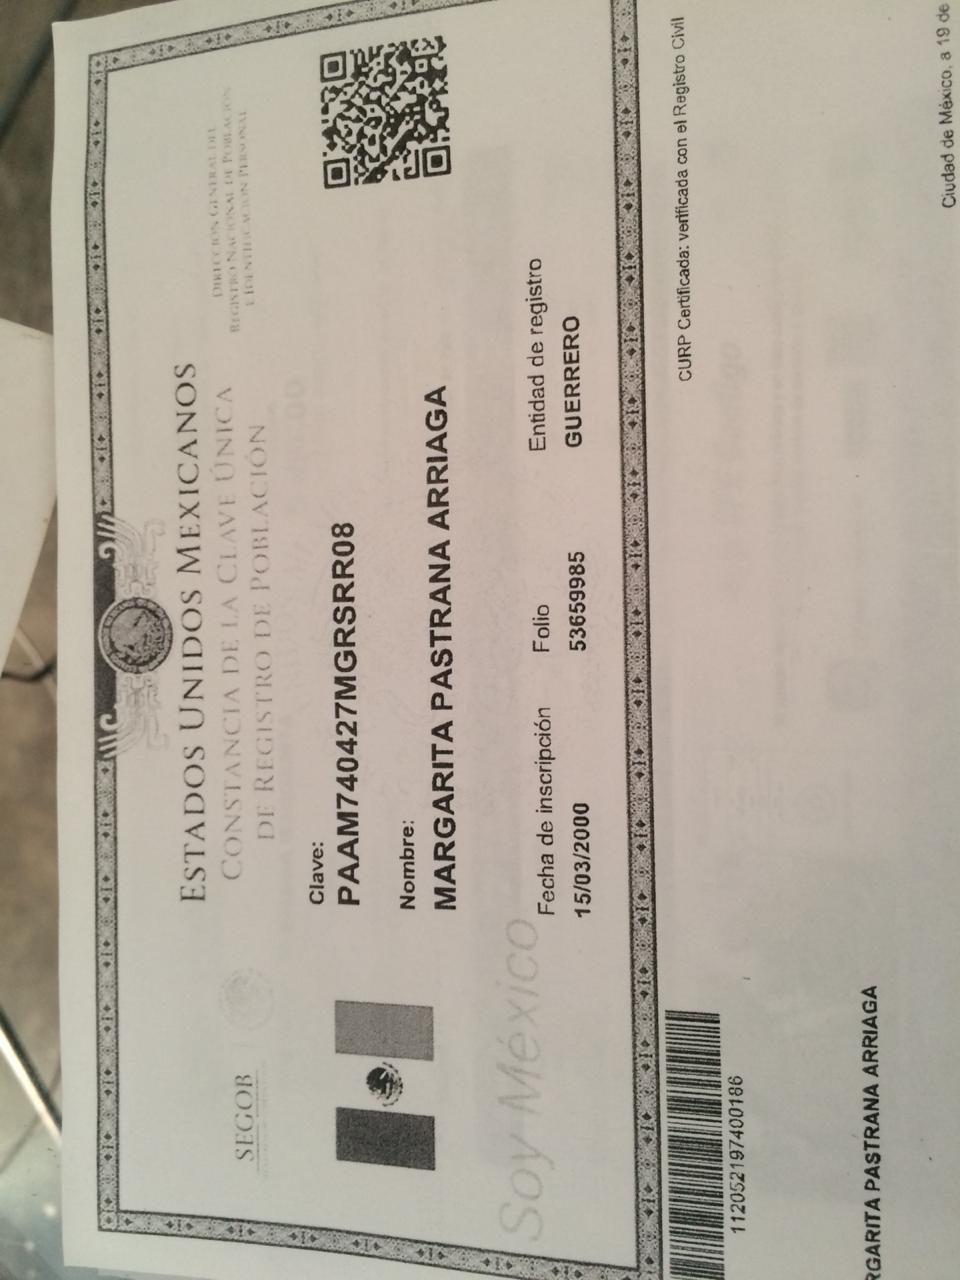 ESTADOS UNIDOS MEXICANOS
CONSTANCIA DE LA CLAVE ÚNICA
DE REGISTRO DE POBLACIÓN
SEGOB
DIRECCIÓN GENERAL DEL
REGISTRO NACIONAL DE POBLACIÓN
E IDENTIFICACIÓN PERSONAL
Clave:
PAAM740427MGRSRR08
Nombre:
MARGARITA PASTRANA ARRIAGA
Soy México
Fecha de inscripción Folio Entidad de registro
15/03/2000 53659985 GUERRERO
112052197400186
CURP Certificada: verificada con el Registro Civil
RGARITA PASTRANA ARRIAGA
Ciudad de México, a 19 de